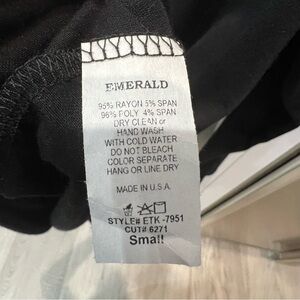 EMERALD
95% RAYON 5% SPAN
96% POLY 4% SPAN
DRY CLEAN or
HAND WASH
WITH COLD WATER
DO NOT BLEACH
COLOR SEPARATE
HANG OR LINE DRY
MADE IN U.S.A.
STYLE# ETK -7951
CUT# 6271
Small